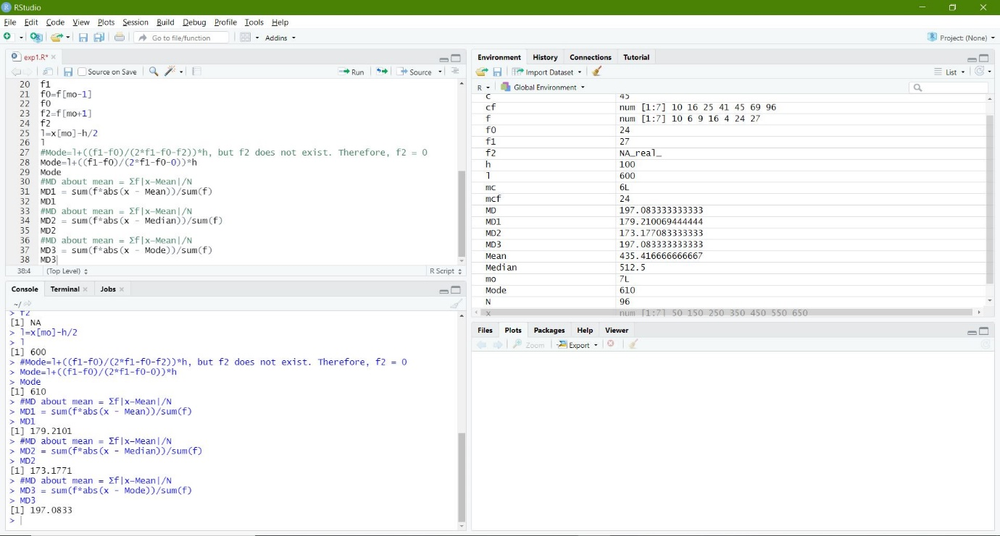 RStudio
File Edit Code View Plots Session Build Debug Profile Tools Help
Go to file/function Addins Project: (None)
exp1.R*
Source on Save Run Source
20 f1
21 f0=f[mo-1]
22 f0
23 f2=f[mo+1]
24 f2
25 l=x[mo]-h/2
26 l
27 #Mode=l+((f1-f0)/(2*f1-f0-f2))*h, but f2 does not exist. Therefore, f2 = 0
28 Mode=l+((f1-f0)/(2*f1-f0-0))*h
29 Mode
30 #MD about mean = Σf|x-Mean|/N
31 MD1 = sum(f*abs(x - Mean))/sum(f)
32 MD1
33 #MD about mean = Σf|x-Mean|/N
34 MD2 = sum(f*abs(x - Median))/sum(f)
35 MD2
36 #MD about mean = Σf|x-Mean|/N
37 MD3 = sum(f*abs(x - Mode))/sum(f)
38 MD3
38:4 (Top Level) R Script
Console Terminal Jobs
~/
> f2
[1] NA
> l=x[mo]-h/2
> l
[1] 600
> #Mode=l+((f1-f0)/(2*f1-f0-f2))*h, but f2 does not exist. Therefore, f2 = 0
> Mode=l+((f1-f0)/(2*f1-f0-0))*h
> Mode
[1] 610
> #MD about mean = Σf|x-Mean|/N
> MD1 = sum(f*abs(x - Mean))/sum(f)
> MD1
[1] 179.2101
> #MD about mean = Σf|x-Mean|/N
> MD2 = sum(f*abs(x - Median))/sum(f)
> MD2
[1] 173.1771
> #MD about mean = Σf|x-Mean|/N
> MD3 = sum(f*abs(x - Mode))/sum(f)
> MD3
[1] 197.0833
>
Environment History Connections Tutorial
Import Dataset List
R Global Environment
c 45
cf num [1:7] 10 16 25 41 45 69 96
f num [1:7] 10 6 9 16 4 24 27
f0 24
f1 27
f2 NA_real_
h 100
l 600
mc 6L
mcf 24
MD 197.083333333333
MD1 179.210069444444
MD2 173.177083333333
MD3 197.083333333333
Mean 435.416666666667
Median 512.5
mo 7L
Mode 610
N 96
x num [1:7] 50 150 250 350 450 550 650
Files Plots Packages Help Viewer
Zoom Export